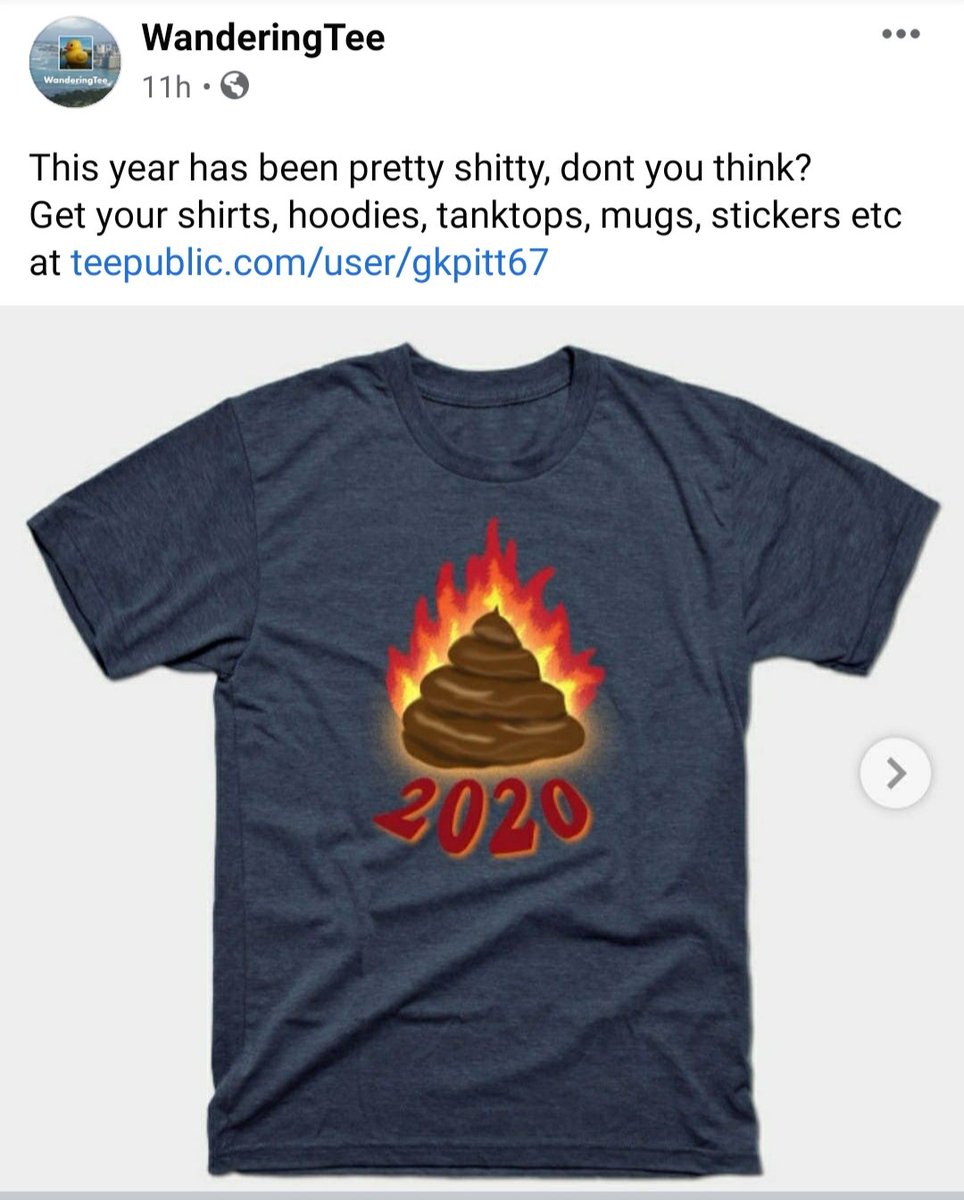 WanderingTee
WanderingTee
11h •
This year has been pretty shitty, dont you think?
Get your shirts, hoodies, tanktops, mugs, stickers etc
at teepublic.com/user/gkpitt67
2020